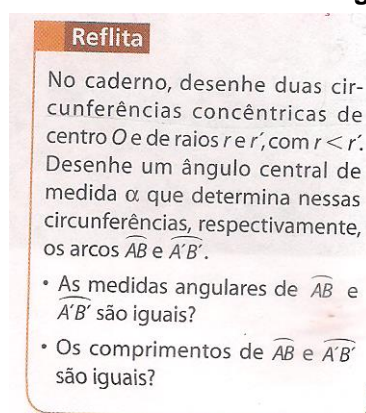 Reflita
No caderno, desenhe duas cir-
cunferências concêntricas de
centro O e de raios r e r′, com r < r′.
Desenhe um ângulo central de
medida α que determina nessas
circunferências, respectivamente,
os arcos AB e A′B′.
• As medidas angulares de AB e
A′B′ são iguais?
• Os comprimentos de AB e A′B′
são iguais?